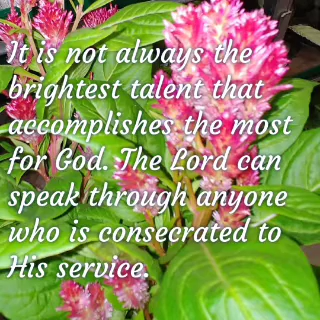 It is not always the
brightest talent that
accomplishes the most
for God. The Lord can
speak through anyone
who is consecrated to
His service.